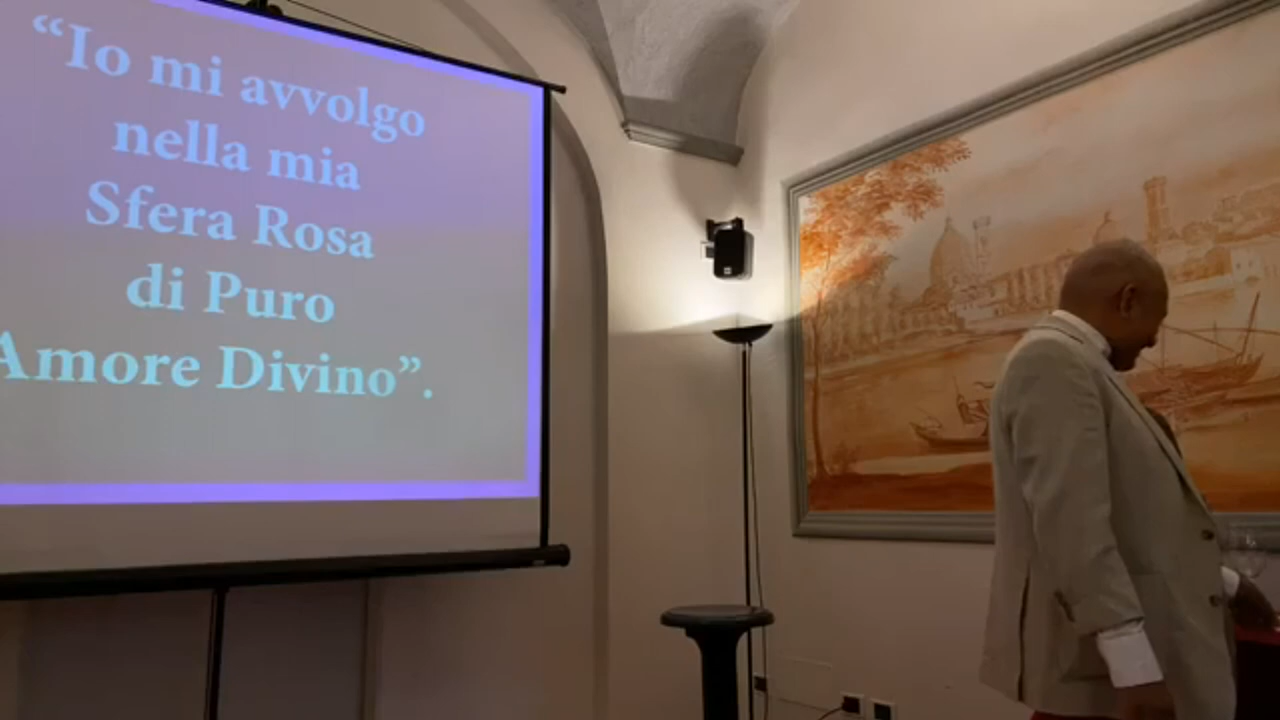 “Io mi avvolgo
nella mia
Sfera Rosa
di Puro
Amore Divino”.